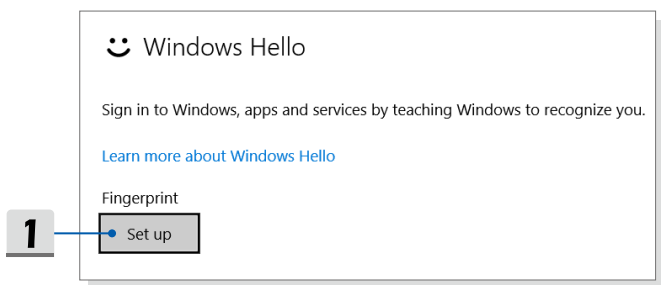 Windows Hello
Sign in to Windows, apps and services by teaching Windows to recognize you.
Learn more about Windows Hello
Fingerprint
1
Set up